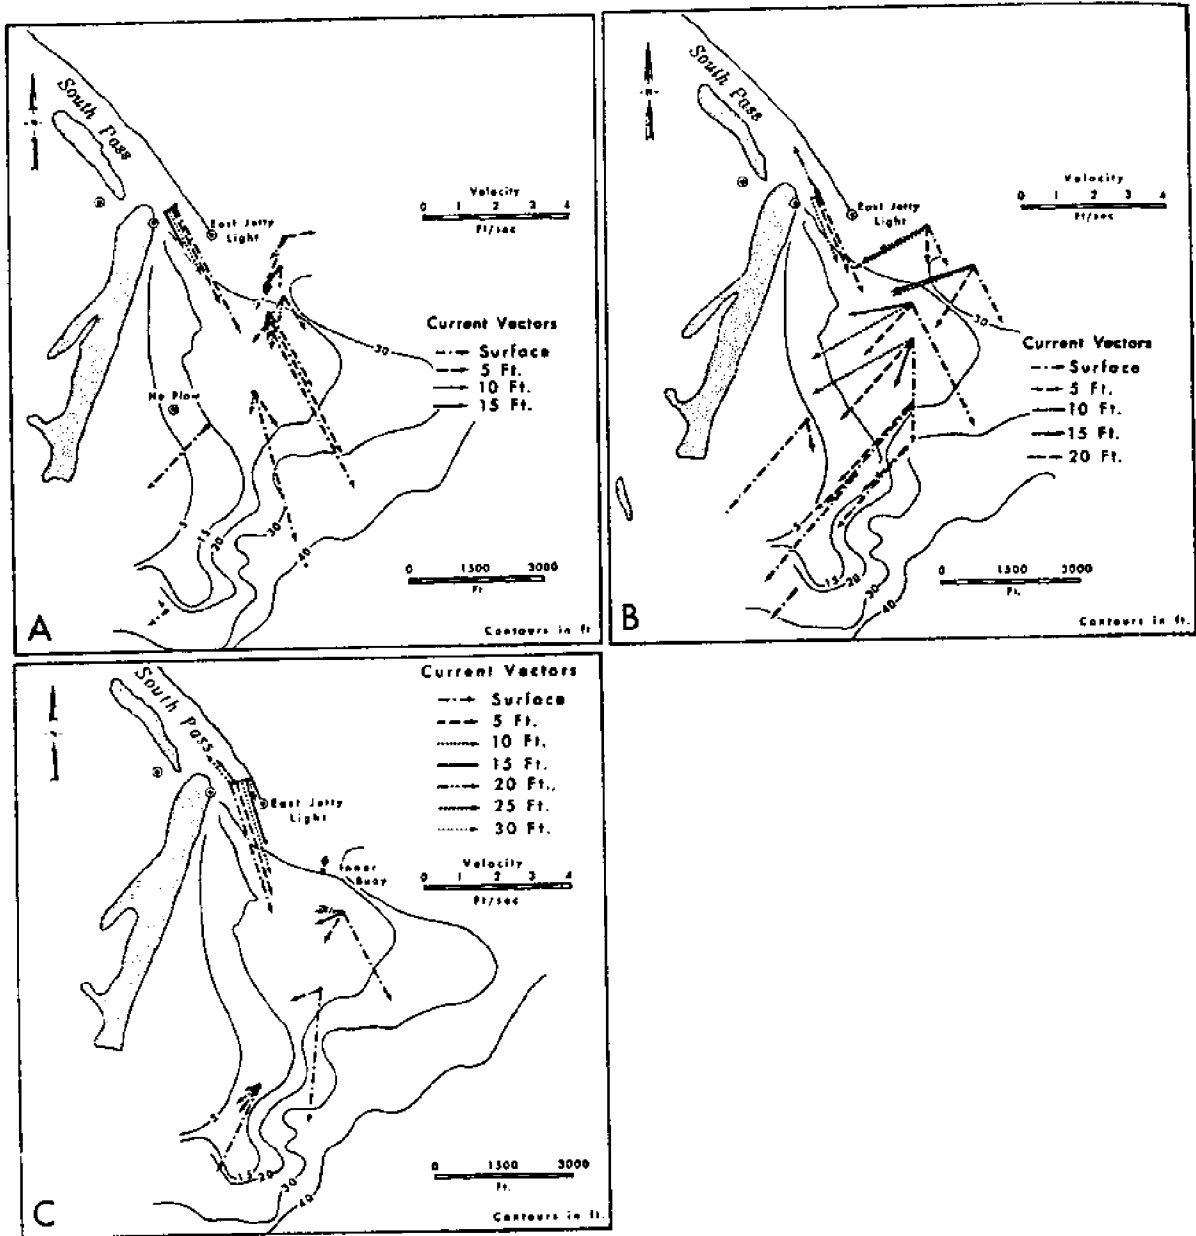 South Pass
East Jetty
Light
Velocity
0 1 2 3 4
Ft/sec
Current Vectors
Surface
5 Ft.
10 Ft.
15 Ft.
30
No Flow
5
15
20
30
40
0 1500 3000
Ft
Contours in ft
A
South Pass
N
East Jetty
Light
Velocity
0 1 2 3 4
Ft/sec
30
Current Vectors
Surface
5 Ft.
10 Ft.
15 Ft.
20 Ft.
5
15
20
30
40
0 1500 3000
Ft.
Contours in ft.
B
South Pass
Current Vectors
Surface
5 Ft.
10 Ft.
15 Ft.
20 Ft.
25 Ft.
30 Ft.
East Jetty
Light
Velocity
0 1 2 3 4
Ft/sec
Inner
Buoy
5
15
20
30
40
0 1500 3000
Ft.
Contours in ft.
C